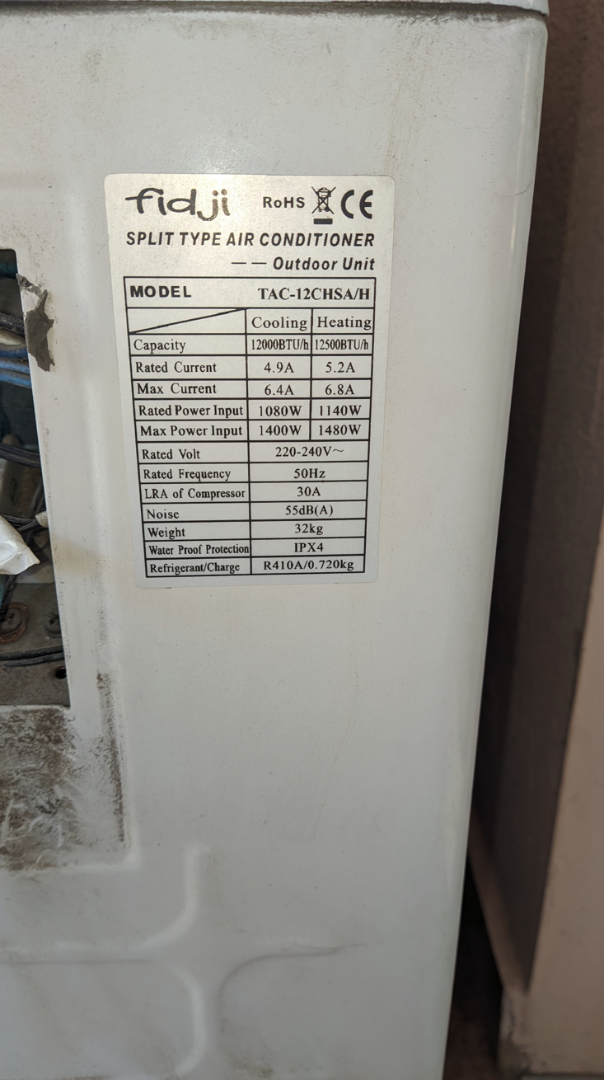 fidji RoHS CE
SPLIT TYPE AIR CONDITIONER
—— Outdoor Unit
MODEL TAC-12CHSA/H
Cooling Heating
Capacity 12000BTU/h 12500BTU/h
Rated Current 4.9A 5.2A
Max Current 6.4A 6.8A
Rated Power Input 1080W 1140W
Max Power Input 1400W 1480W
Rated Volt 220-240V~
Rated Frequency 50Hz
LRA of Compressor 30A
Noise 55dB(A)
Weight 32kg
Water Proof Protection IPX4
Refrigerant/Charge R410A/0.720kg